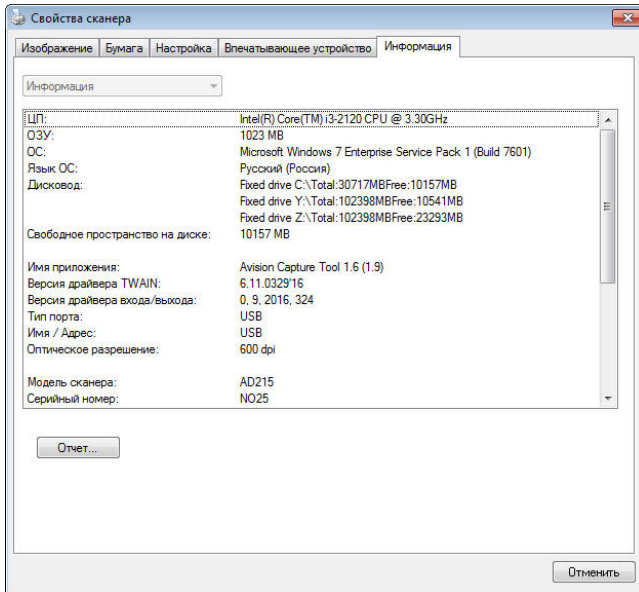 Свойства сканера
Изображение Бумага Настройка Впечатывающее устройство Информация
Информация
ЦП: Intel(R) Core(TM) i3-2120 CPU @ 3.30GHz
ОЗУ: 1023 MB
ОС: Microsoft Windows 7 Enterprise Service Pack 1 (Build 7601)
Язык ОС: Русский (Россия)
Дисковод: Fixed drive C:\Total:30717MBFree:10157MB
Fixed drive Y:\Total:102398MBFree:10541MB
Fixed drive Z:\Total:102398MBFree:23293MB
Свободное пространство на диске: 10157 MB
Имя приложения: Avision Capture Tool 1.6 (1.9)
Версия драйвера TWAIN: 6.11.0329'16
Версия драйвера входа/выхода: 0, 9, 2016, 324
Тип порта: USB
Имя / Адрес: USB
Оптическое разрешение: 600 dpi
Модель сканера: AD215
Серийный номер: NO25
Отчет...
Отменить